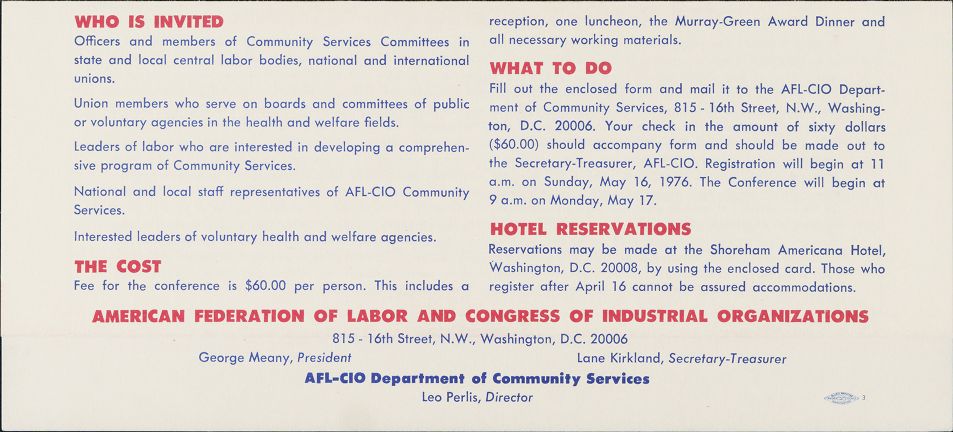 WHO IS INVITED
Officers and members of Community Services Committees in
state and local central labor bodies, national and international
unions.
Union members who serve on boards and committees of public
or voluntary agencies in the health and welfare fields.
Leaders of labor who are interested in developing a comprehen-
sive program of Community Services.
National and local staff representatives of AFL-CIO Community
Services.
Interested leaders of voluntary health and welfare agencies.
THE COST
Fee for the conference is $60.00 per person. This includes a
reception, one luncheon, the Murray-Green Award Dinner and
all necessary working materials.
WHAT TO DO
Fill out the enclosed form and mail it to the AFL-CIO Depart-
ment of Community Services, 815 - 16th Street, N.W., Washing-
ton, D.C. 20006. Your check in the amount of sixty dollars
($60.00) should accompany form and should be made out to
the Secretary-Treasurer, AFL-CIO. Registration will begin at 11
a.m. on Sunday, May 16, 1976. The Conference will begin at
9 a.m. on Monday, May 17.
HOTEL RESERVATIONS
Reservations may be made at the Shoreham Americana Hotel,
Washington, D.C. 20008, by using the enclosed card. Those who
register after April 16 cannot be assured accommodations.
AMERICAN FEDERATION OF LABOR AND CONGRESS OF INDUSTRIAL ORGANIZATIONS
815 - 16th Street, N.W., Washington, D.C. 20006
George Meany, President Lane Kirkland, Secretary-Treasurer
AFL-CIO Department of Community Services
Leo Perlis, Director
3